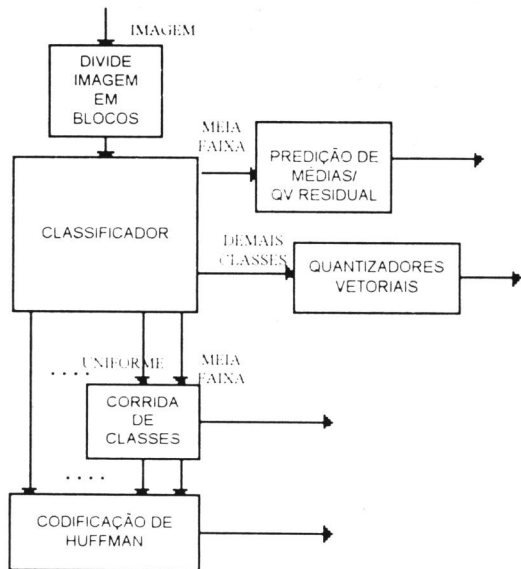 IMAGEM
DIVIDE
IMAGEM
EM
BLOCOS
MEIA
FAIXA
PREDIÇÃO DE
MÉDIAS/
QV RESIDUAL
CLASSIFICADOR
DEMAIS
CLASSES
QUANTIZADORES
VETORIAIS
....
UNIFORME
MEIA
FAIXA
CORRIDA
DE
CLASSES
....
CODIFICAÇÃO DE
HUFFMAN